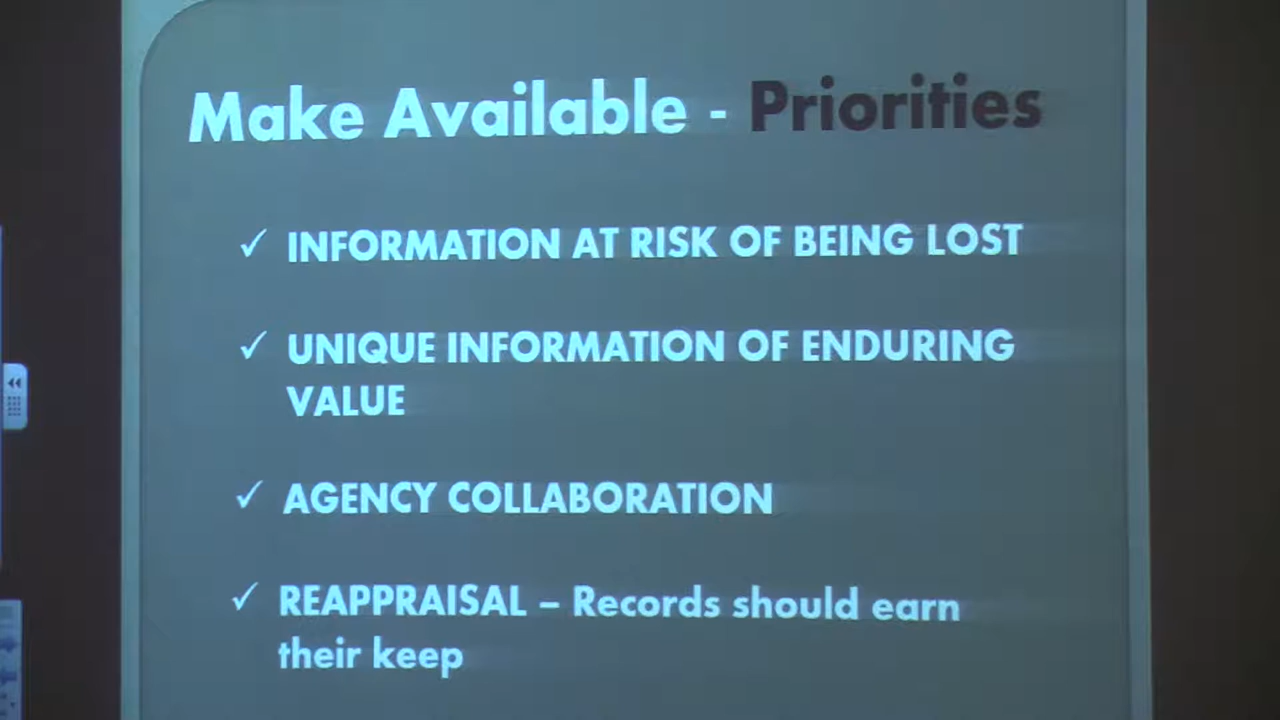 Make Available - Priorities
✓ INFORMATION AT RISK OF BEING LOST
✓ UNIQUE INFORMATION OF ENDURING
VALUE
✓ AGENCY COLLABORATION
✓ REAPPRAISAL – Records should earn
their keep